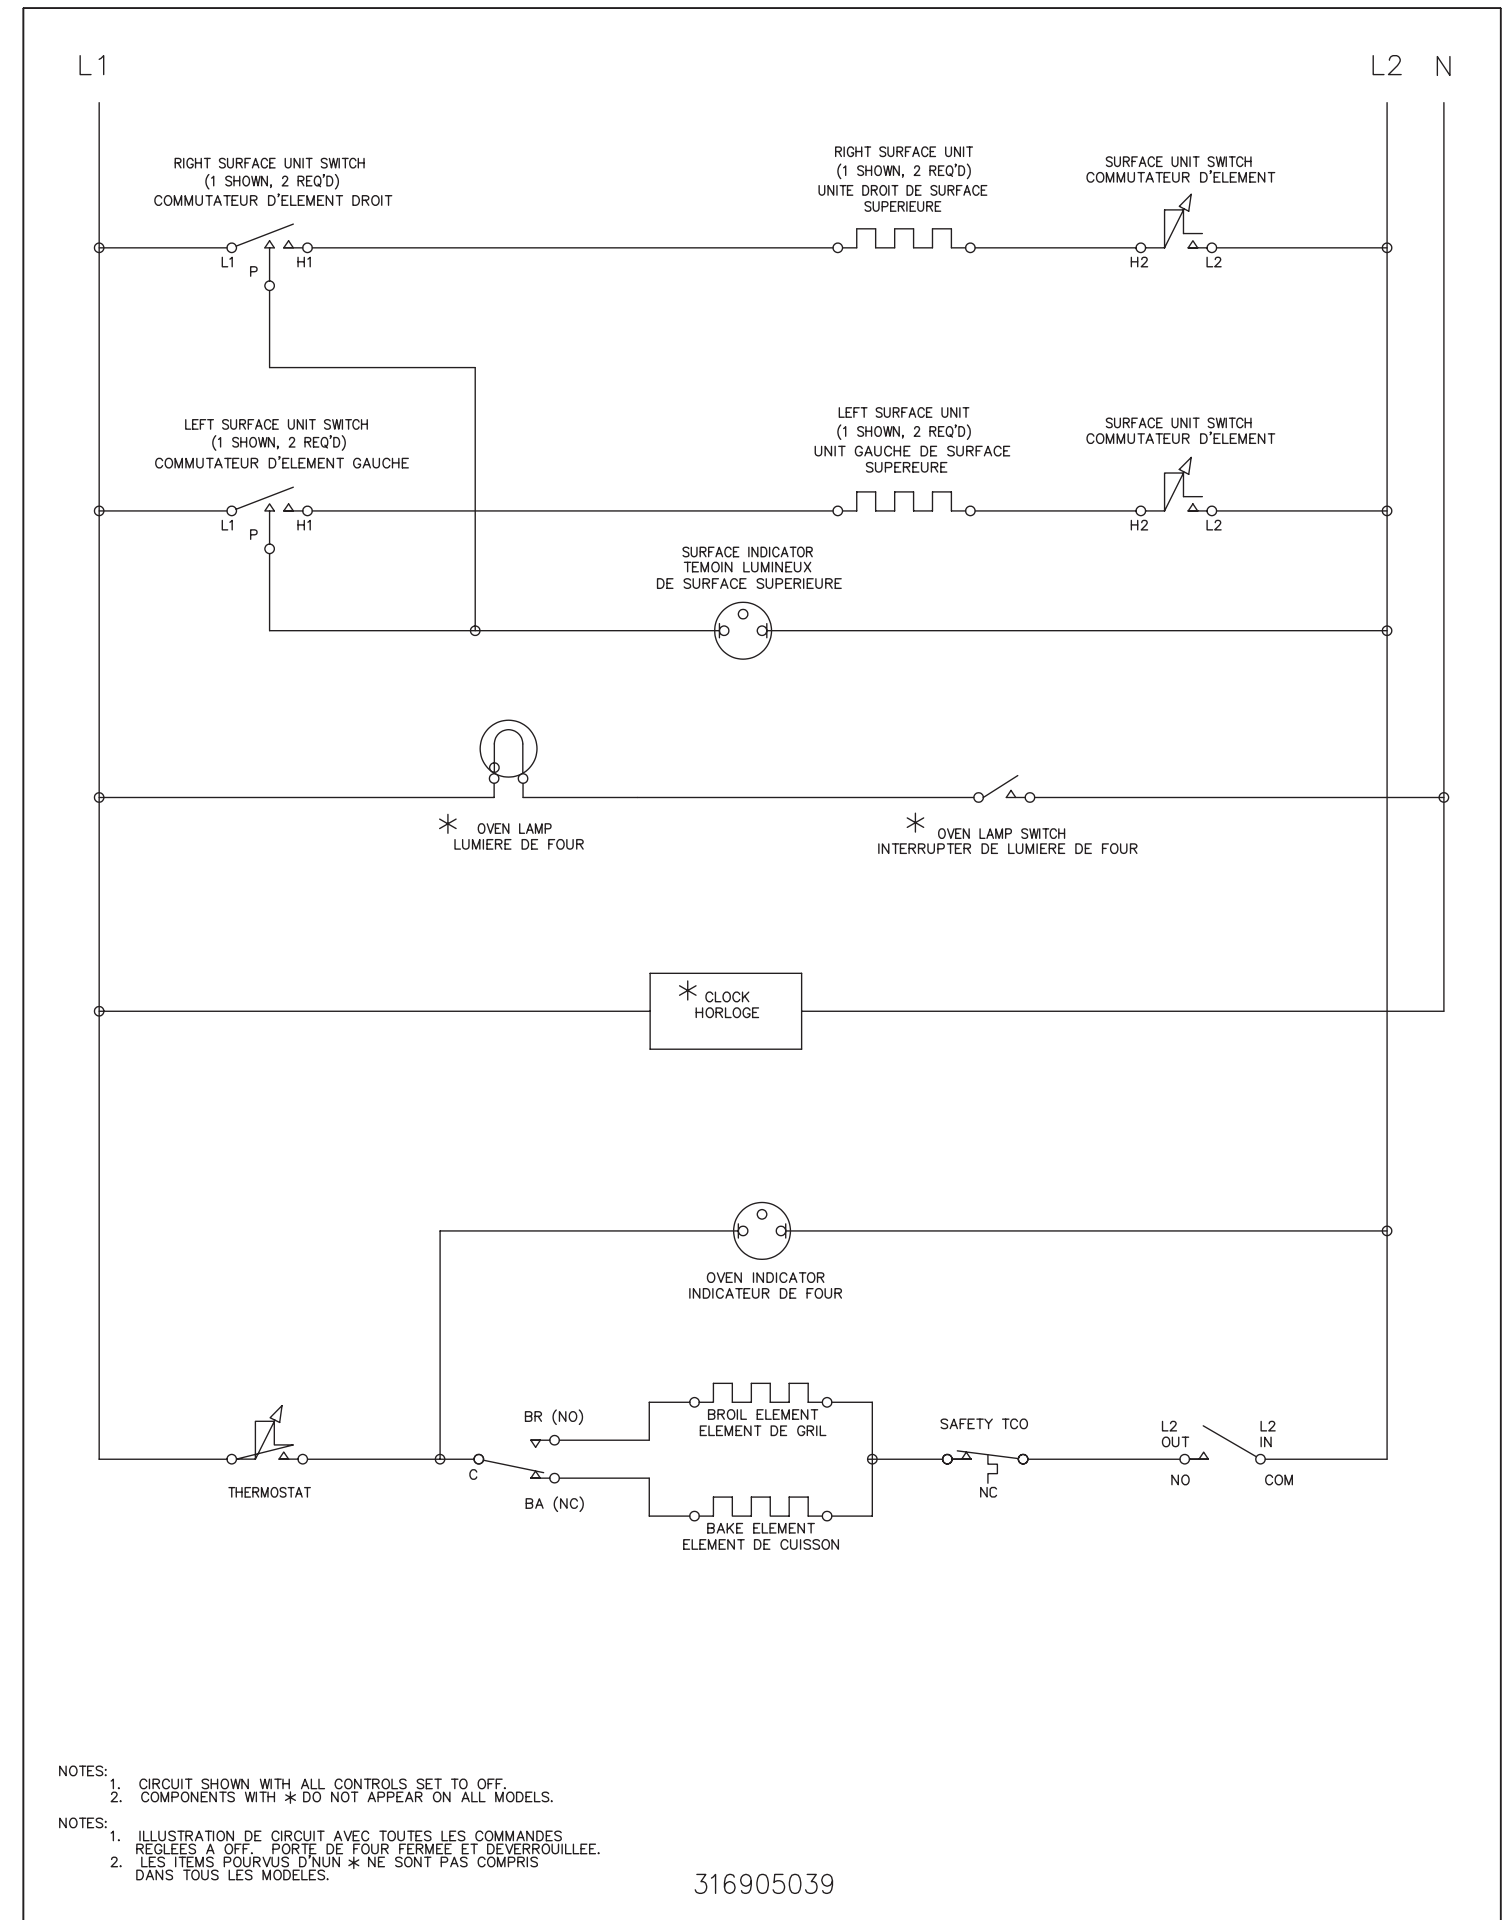 L1
L2 N
RIGHT SURFACE UNIT SWITCH
(1 SHOWN, 2 REQ'D)
COMMUTATEUR D'ELEMENT DROIT
RIGHT SURFACE UNIT
(1 SHOWN, 2 REQ'D)
UNITE DROIT DE SURFACE
SUPERIEURE
SURFACE UNIT SWITCH
COMMUTATEUR D'ELEMENT
L1
P
H1
H2
L2
LEFT SURFACE UNIT SWITCH
(1 SHOWN, 2 REQ'D)
COMMUTATEUR D'ELEMENT GAUCHE
LEFT SURFACE UNIT
(1 SHOWN, 2 REQ'D)
UNIT GAUCHE DE SURFACE
SUPEREURE
SURFACE UNIT SWITCH
COMMUTATEUR D'ELEMENT
L1
P
H1
H2
L2
SURFACE INDICATOR
TEMOIN LUMINEUX
DE SURFACE SUPERIEURE
* OVEN LAMP
LUMIERE DE FOUR
* OVEN LAMP SWITCH
INTERRUPTER DE LUMIERE DE FOUR
* CLOCK
HORLOGE
OVEN INDICATOR
INDICATEUR DE FOUR
THERMOSTAT
C
BR (NO)
BA (NC)
BROIL ELEMENT
ELEMENT DE GRIL
BAKE ELEMENT
ELEMENT DE CUISSON
SAFETY TCO
NC
L2
OUT
NO
L2
IN
COM
NOTES:
1. CIRCUIT SHOWN WITH ALL CONTROLS SET TO OFF.
2. COMPONENTS WITH * DO NOT APPEAR ON ALL MODELS.
NOTES:
1. ILLUSTRATION DE CIRCUIT AVEC TOUTES LES COMMANDES
REGLEES A OFF. PORTE DE FOUR FERMEE ET DEVERROUILLEE.
2. LES ITEMS POURVUS D'NUN * NE SONT PAS COMPRIS
DANS TOUS LES MODELES.
316905039